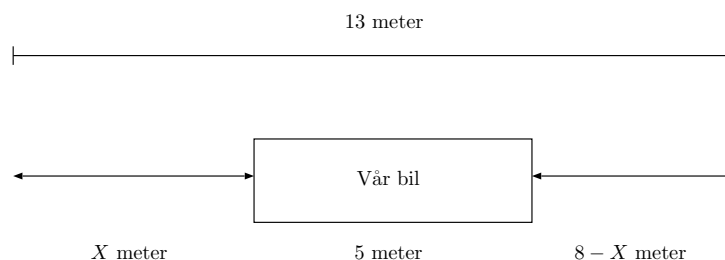 13 meter
Vår bil
X meter
5 meter
8 − X meter